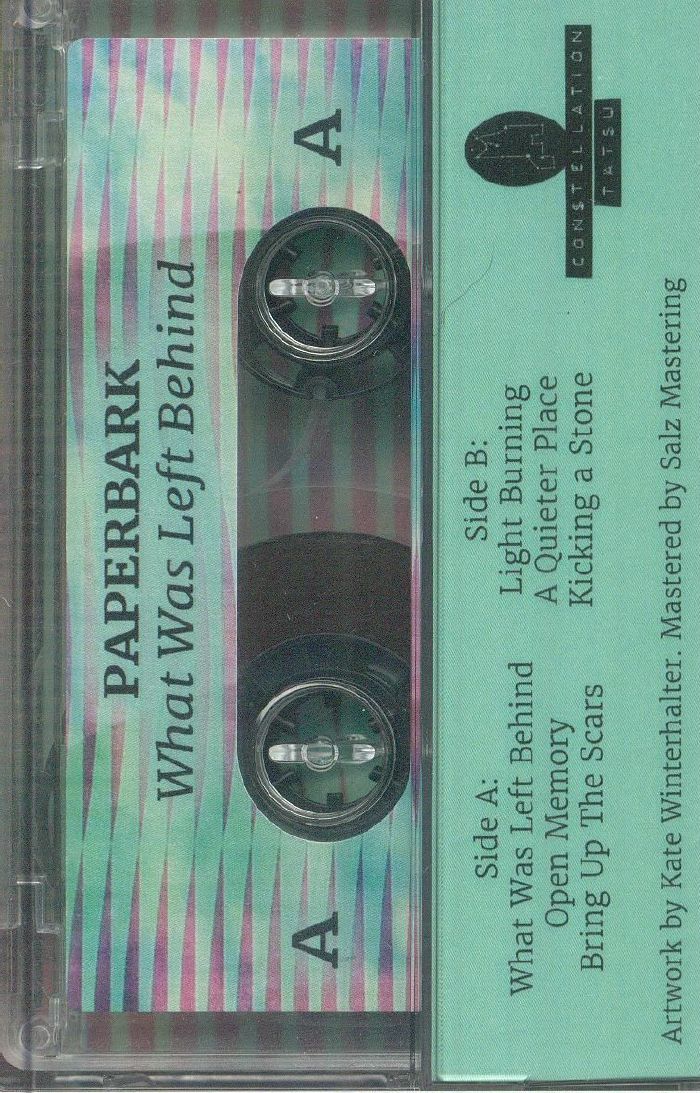 PAPERBARK
What Was Left Behind
A
A
CONSTELLATION
TATSU
Side A:
What Was Left Behind
Open Memory
Bring Up The Scars
Side B:
Light Burning
A Quieter Place
Kicking a Stone
Artwork by Kate Winterhalter. Mastered by Salz Mastering